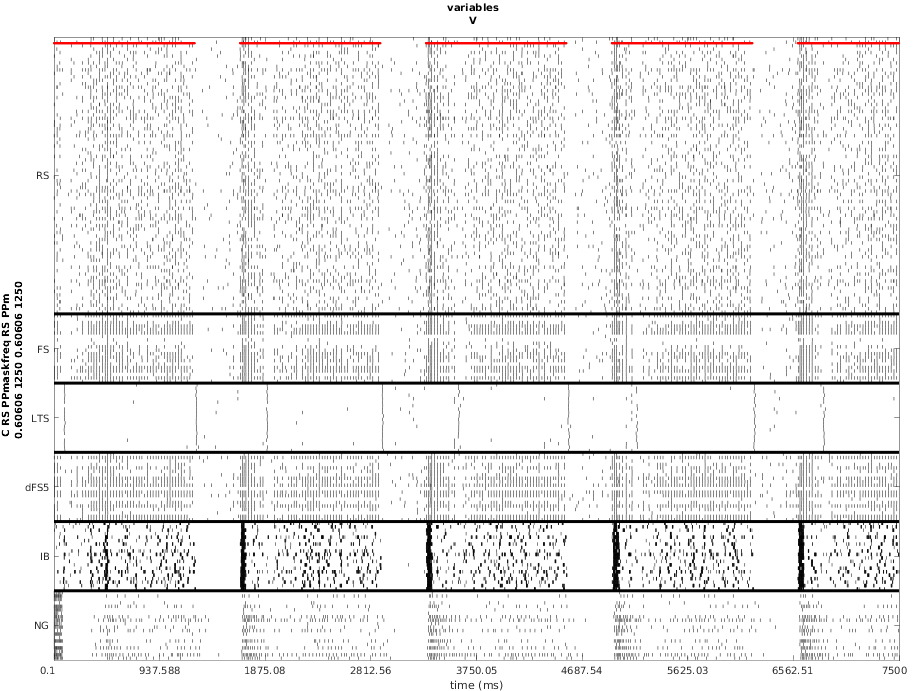 variables
V
RS
FS
LTS
dFS5
IB
NG
C RS PPmaskfreq RS PPm
0.60606 1250 0.60606 1250
0.1 937.588 1875.08 2812.56 3750.05 4687.54 5625.03 6562.51 7500
time (ms)